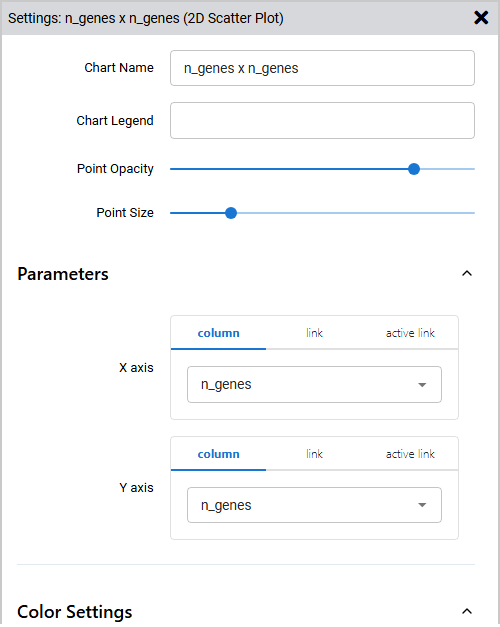 Settings: n_genes x n_genes (2D Scatter Plot)
Chart Name
n_genes x n_genes
Chart Legend
Point Opacity
Point Size
Parameters
column link active link
X axis
n_genes
column link active link
Y axis
n_genes
Color Settings